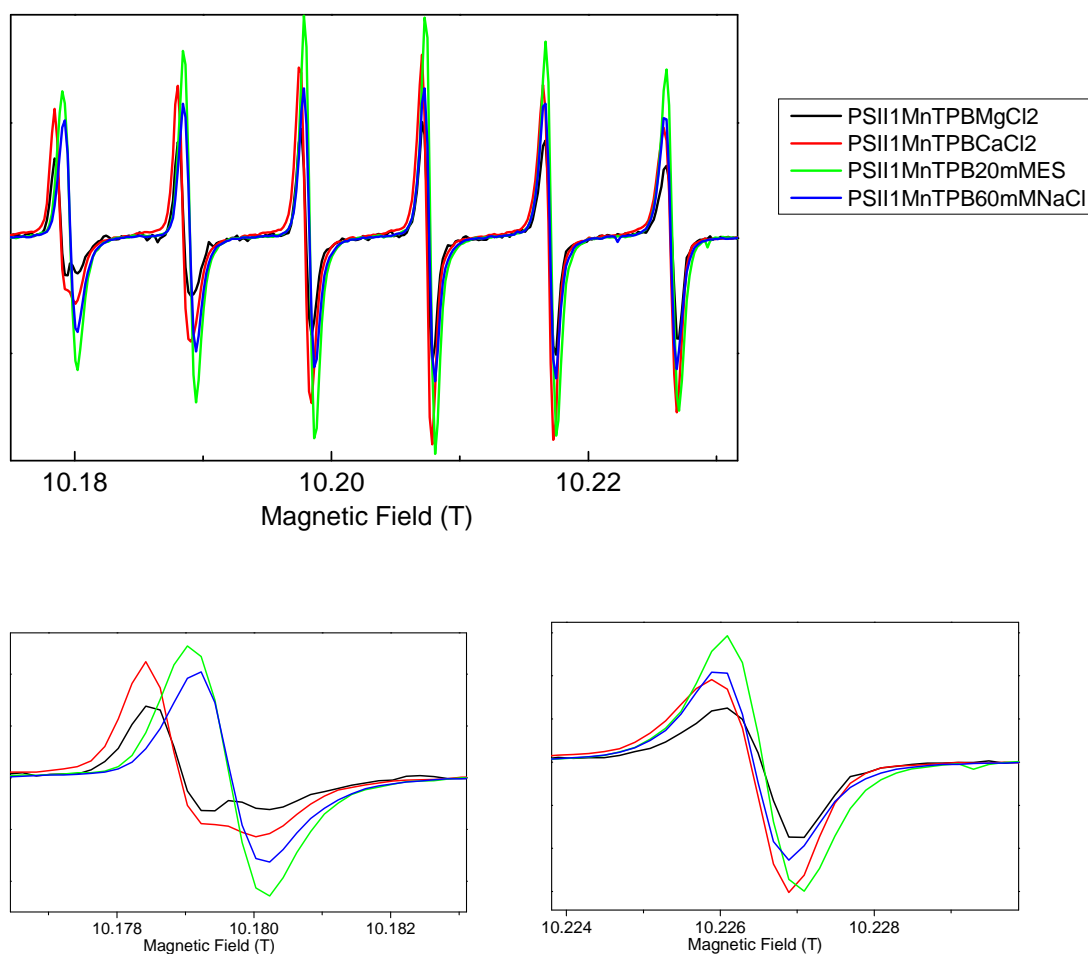 PSII1MnTPBMgCl2
PSII1MnTPBCaCl2
PSII1MnTPB20mMES
PSII1MnTPB60mMNaCl
10.18 10.20 10.22
Magnetic Field (T)
10.178 10.180 10.182
Magnetic Field (T)
10.224 10.226 10.228
Magnetic Field (T)